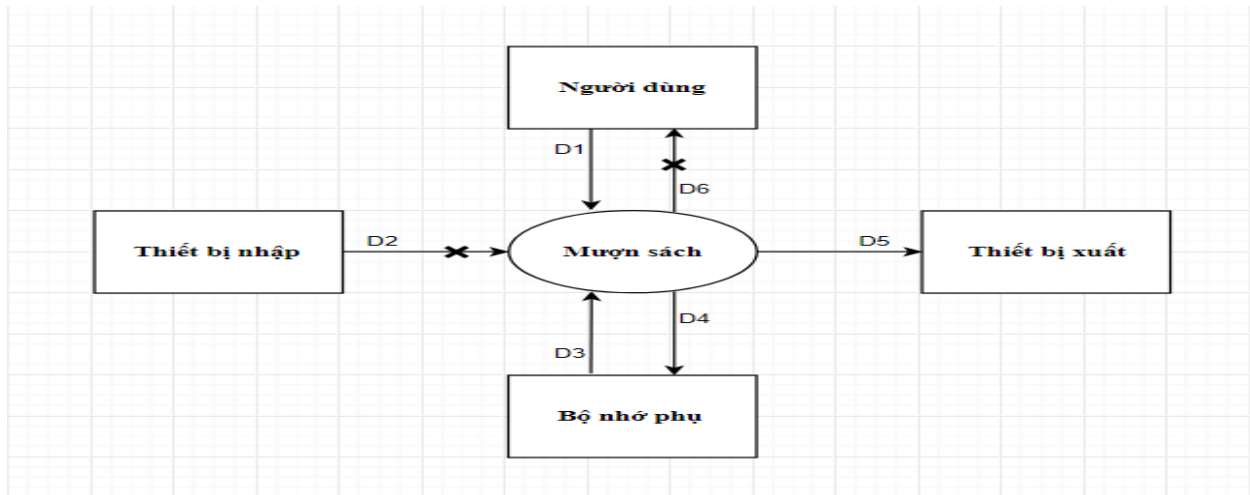 Người dùng
D1
D6
Thiết bị nhập
D2
Mượn sách
D5
Thiết bị xuất
D4
D3
Bộ nhớ phụ